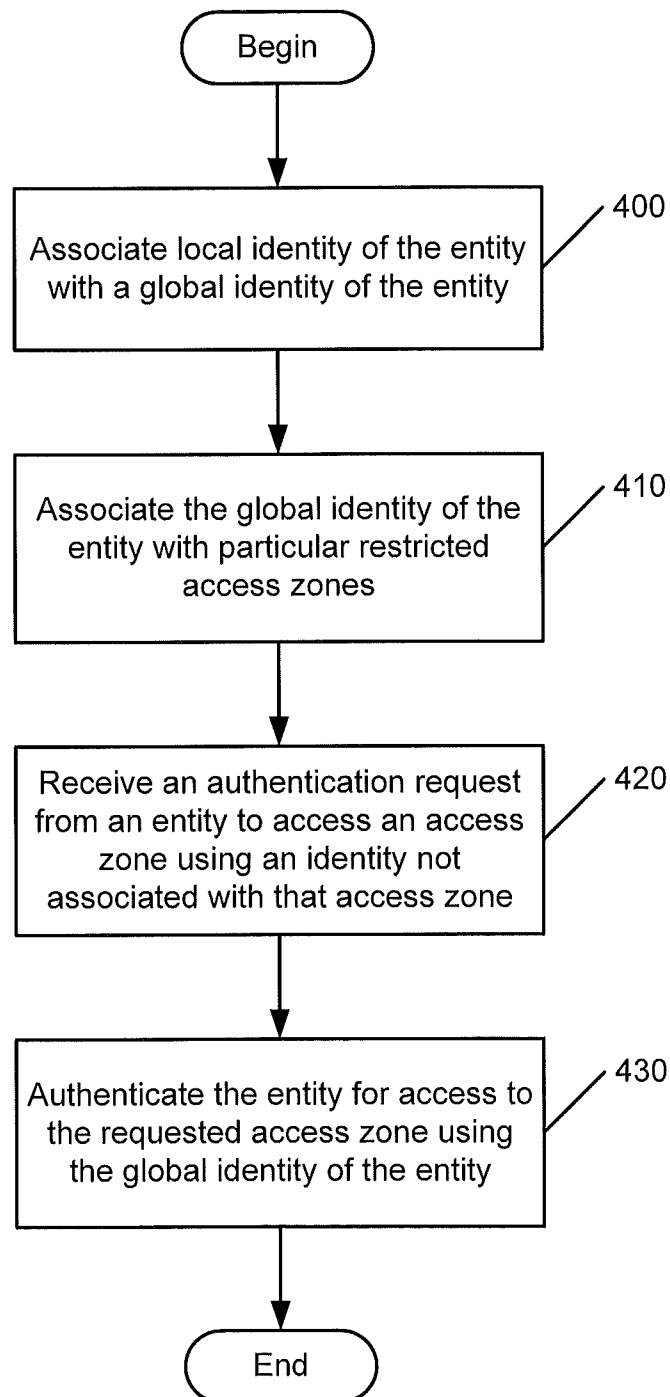 Begin
Associate local identity of the entity
with a global identity of the entity
400
Associate the global identity of the
entity with particular restricted
access zones
410
Receive an authentication request
from an entity to access an access
zone using an identity not
associated with that access zone
420
Authenticate the entity for access to
the requested access zone using
the global identity of the entity
430
End